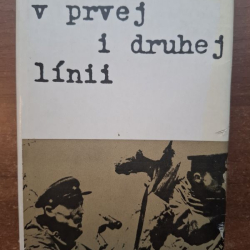 v prvej
i druhej
línii